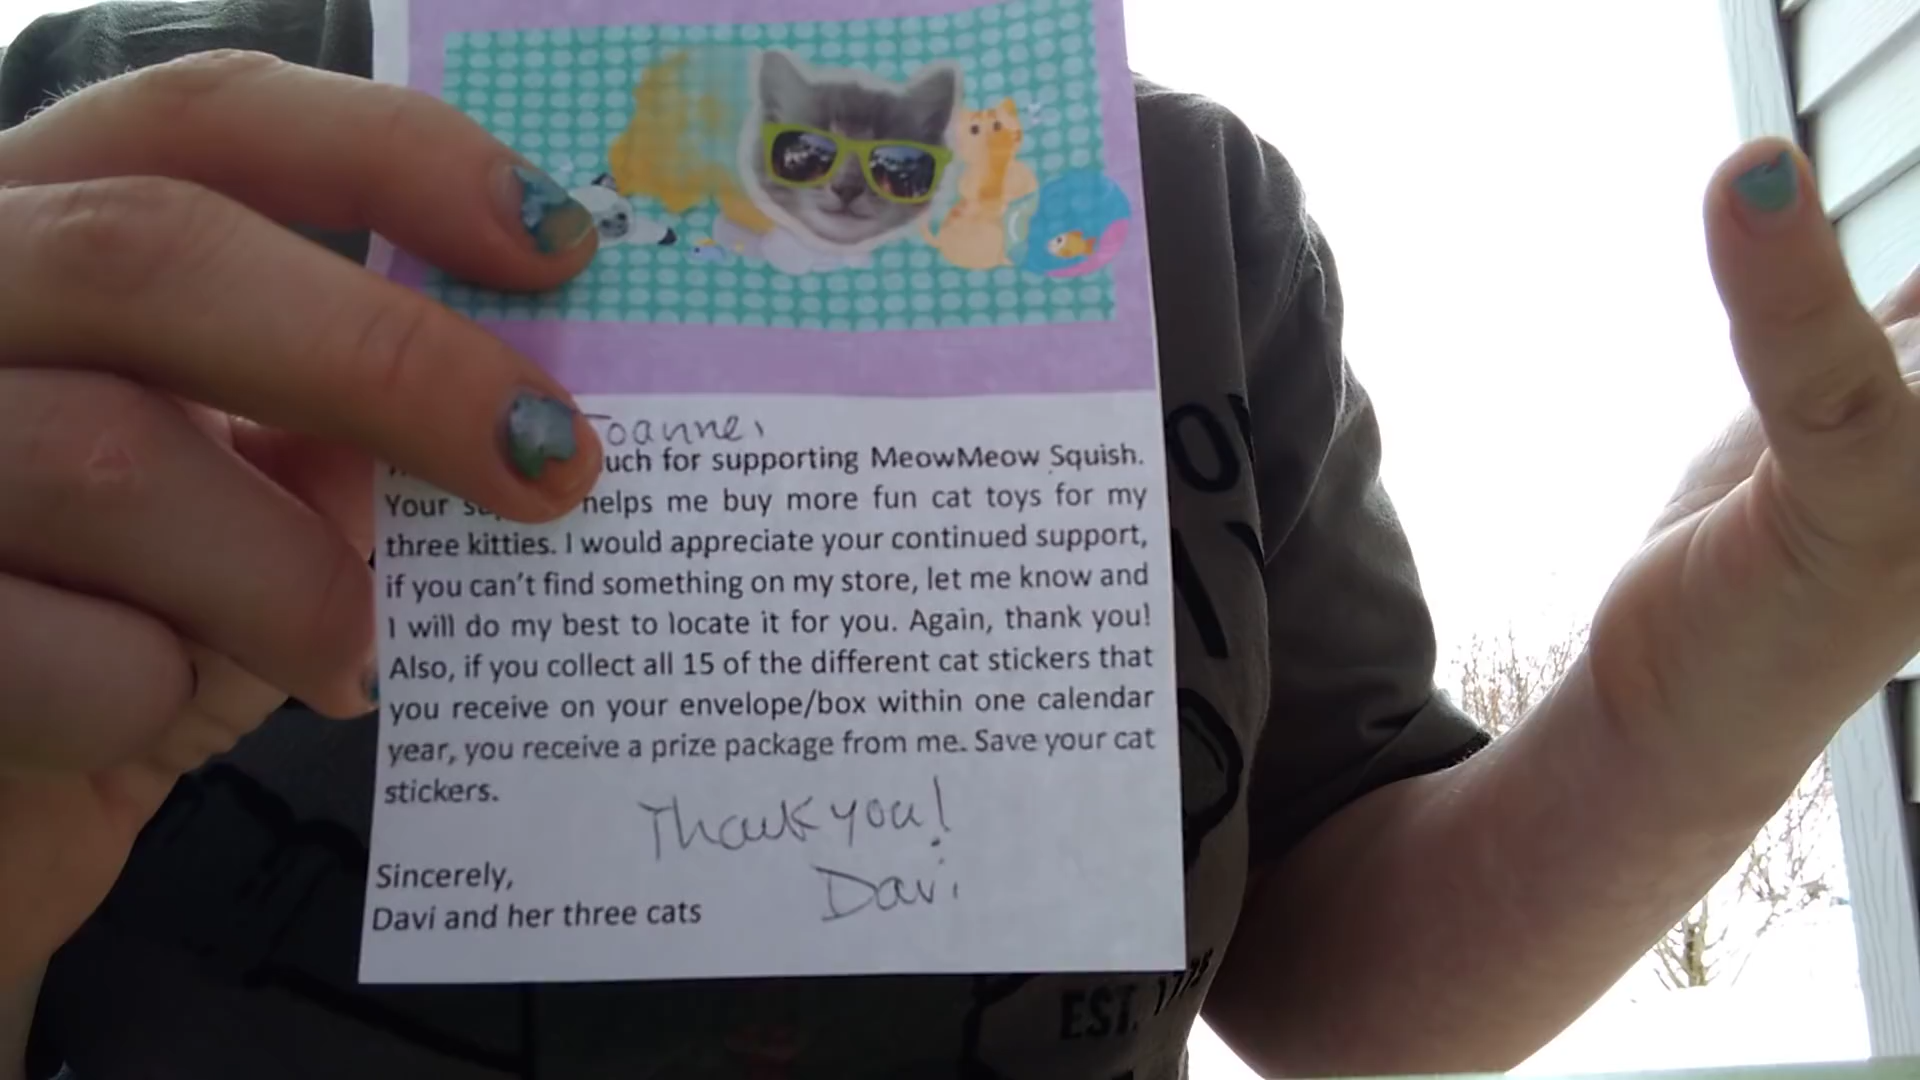 Joanne,
uch for supporting MeowMeow Squish.
Your helps me buy more fun cat toys for my
three kitties. I would appreciate your continued support,
if you can't find something on my store, let me know and
I will do my best to locate it for you. Again, thank you!
Also, if you collect all 15 of the different cat stickers that
you receive on your envelope/box within one calendar
year, you receive a prize package from me. Save your cat
stickers.
Thank you!
Davi
Sincerely,
Davi and her three cats
EST. 1775